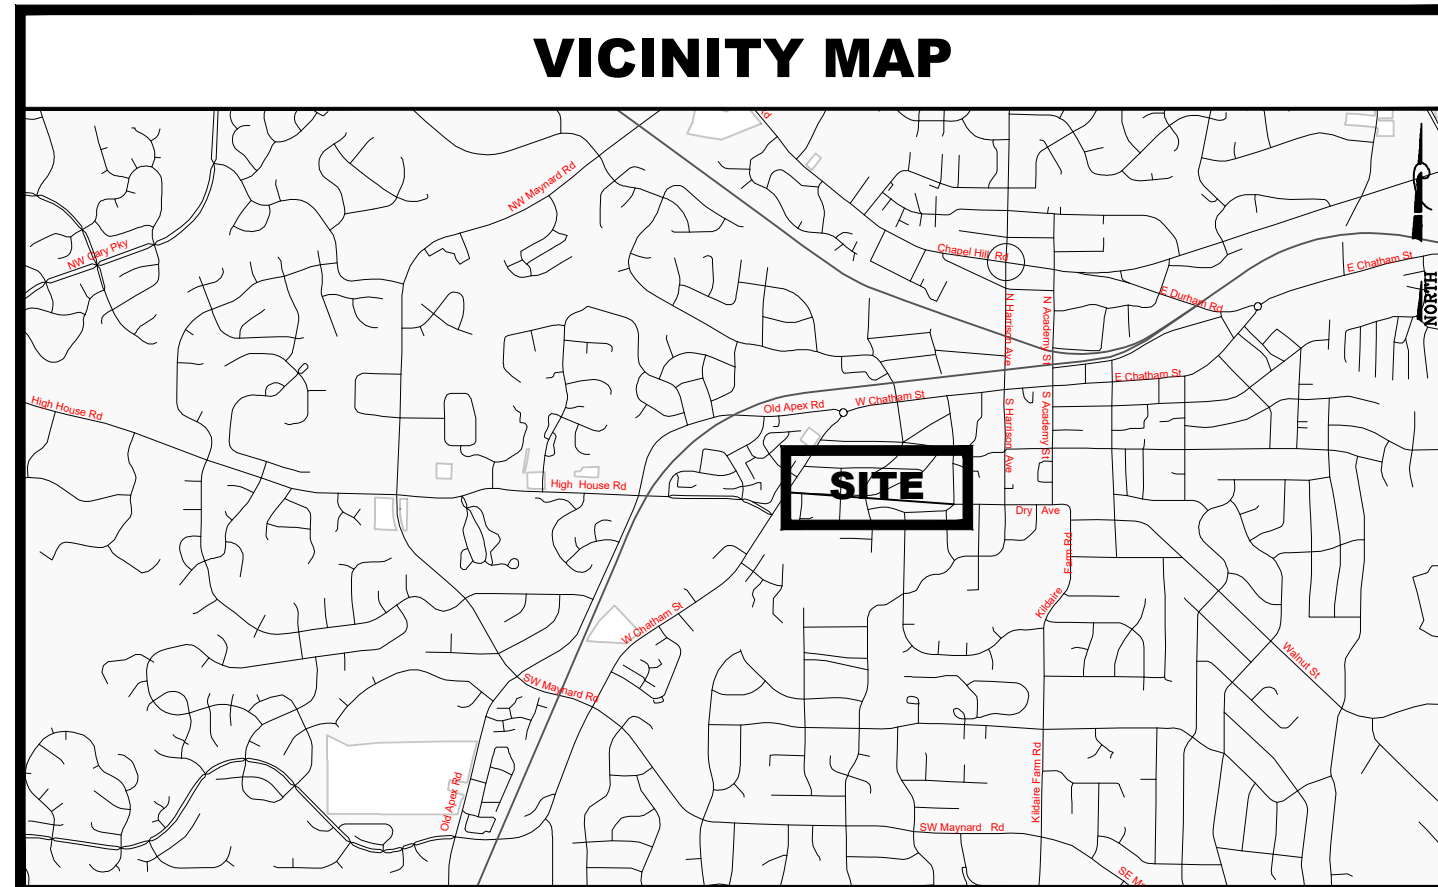 VICINITY MAP
Rd
NW Maynard Rd
NW Cary Pky
Chapel Hill Rd
E Chatham St
E Durham Rd
NORTH
N Harrison Ave
N Academy St
E Chatham St
High House Rd
Old Apex Rd
W Chatham St
S Harrison Ave
S Academy St
High House Rd
SITE
Dry Ave
Kildaire Farm Rd
W Chatham St
Walnut St
SW Maynard Rd
Old Apex Rd
Kildaire Farm Rd
SW Maynard Rd
SE